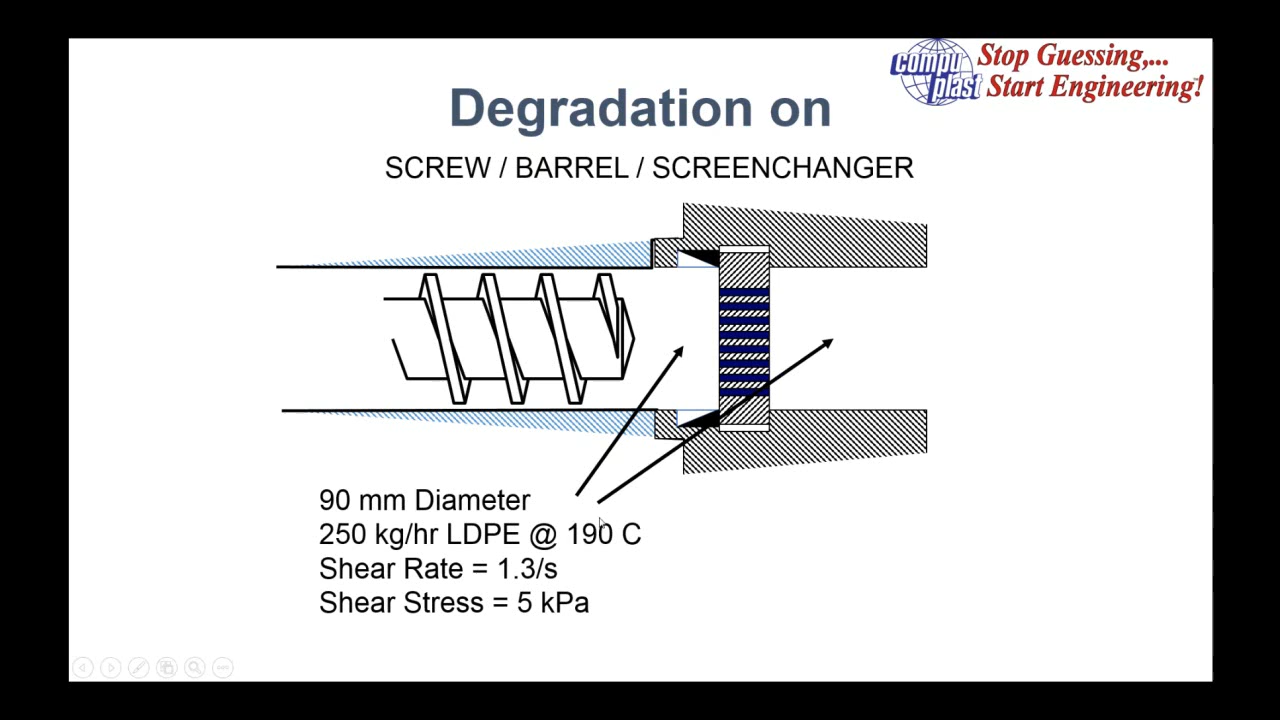 compu plast
Stop Guessing,...
Start Engineering!
Degradation on
SCREW / BARREL / SCREENCHANGER
90 mm Diameter
250 kg/hr LDPE @ 190 C
Shear Rate = 1.3/s
Shear Stress = 5 kPa